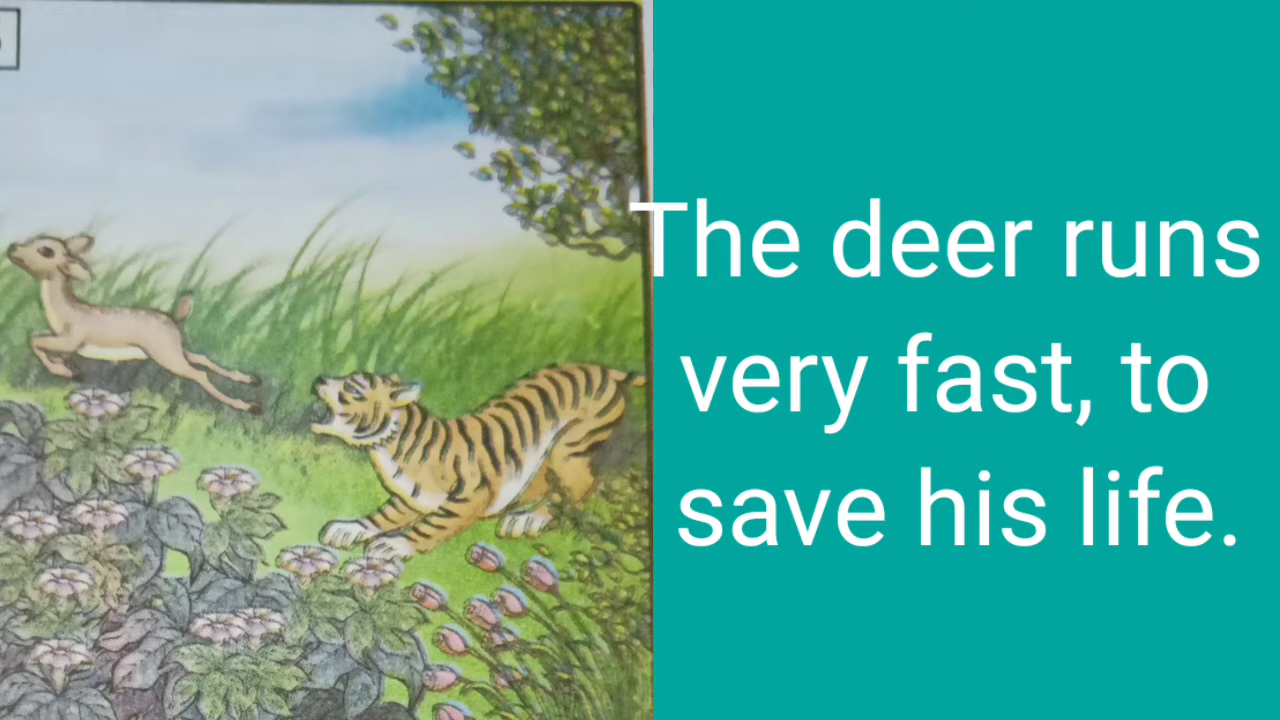 The deer runs
very fast, to
save his life.